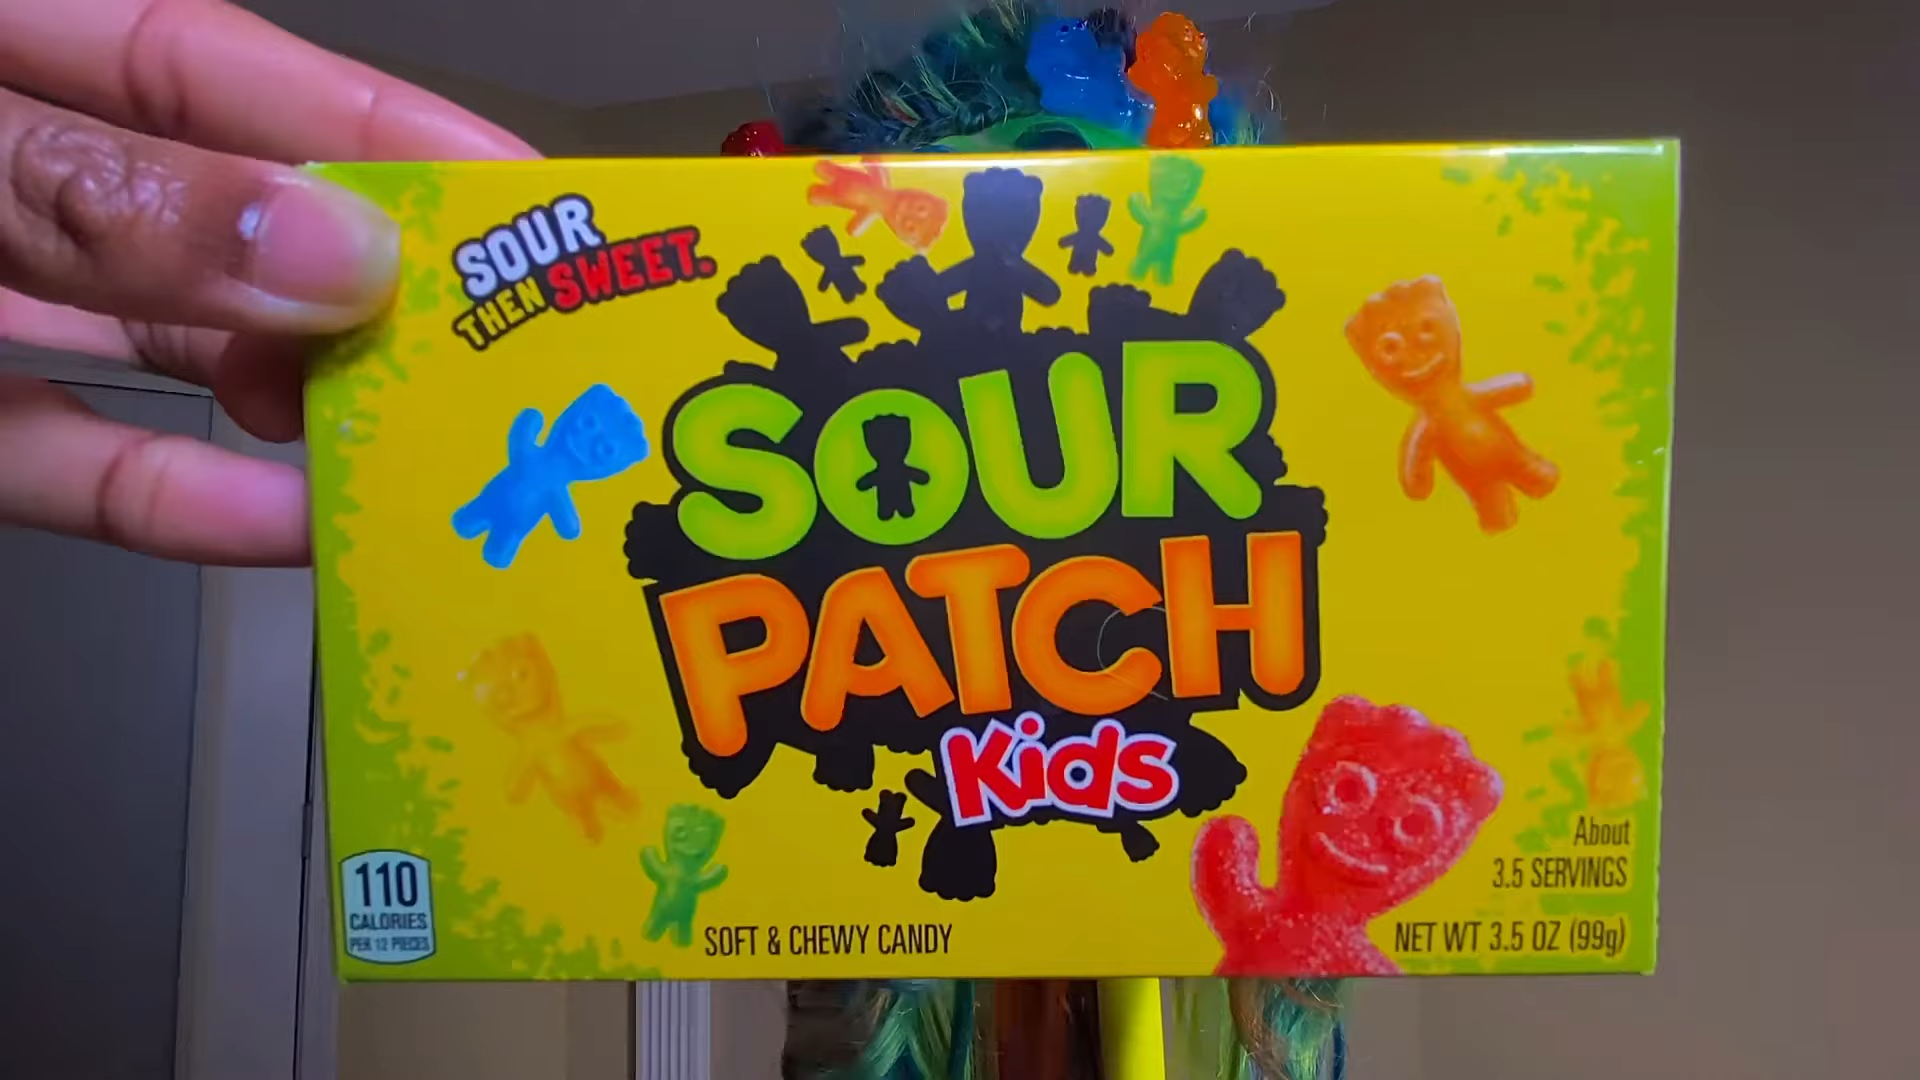 SOUR
THEN SWEET.
SOUR
PATCH
Kids
110
CALORIES
PER 12 PIECES
SOFT & CHEWY CANDY
About
3.5 SERVINGS
NET WT 3.5 OZ (99g)